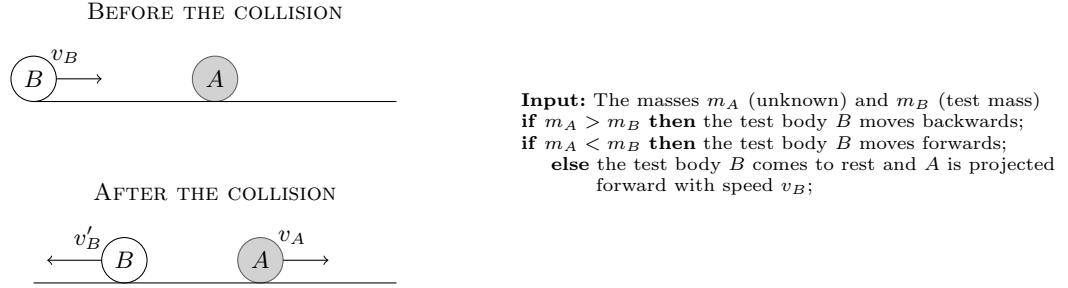 BEFORE THE COLLISION
v_B
B
A
AFTER THE COLLISION
v'_B
v_A
B
A
Input: The masses m_A (unknown) and m_B (test mass)
if m_A > m_B then the test body B moves backwards;
if m_A < m_B then the test body B moves forwards;
else the test body B comes to rest and A is projected
forward with speed v_B;